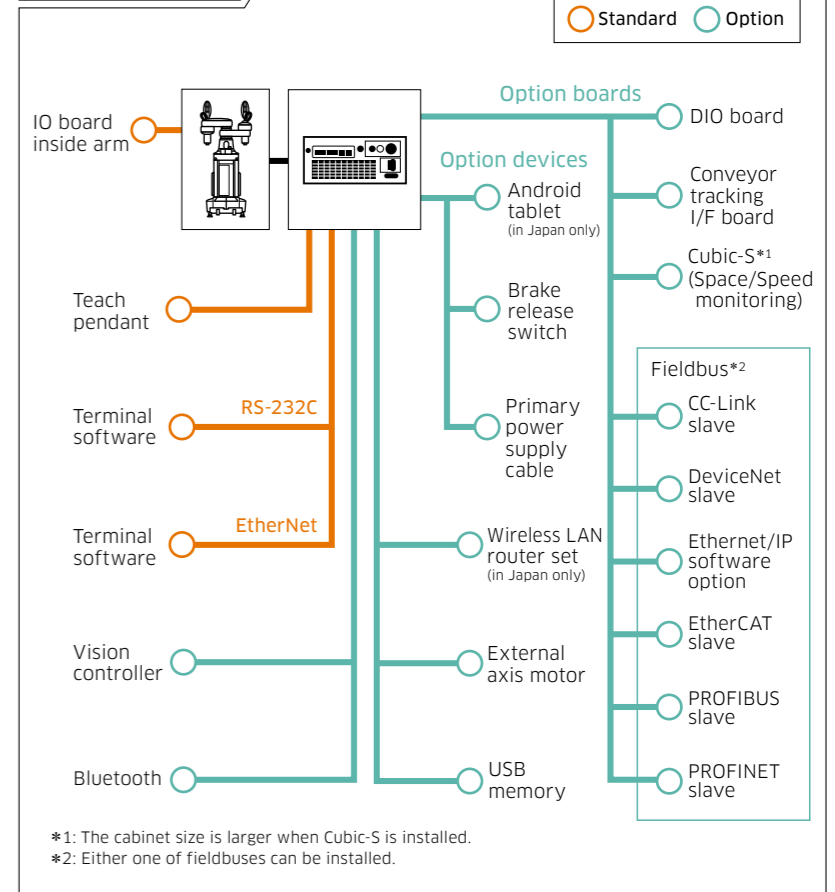 Standard
Option
IO board
inside arm
Option boards
DIO board
Option devices
Android
tablet
(in Japan only)
Conveyor
tracking
I/F board
Cubic-S*1
(Space/Speed
monitoring)
Teach
pendant
Brake
release
switch
Fieldbus*2
Terminal
software
RS-232C
Primary
power
supply
cable
CC-Link
slave
DeviceNet
slave
Terminal
software
EtherNet
Wireless LAN
router set
(in Japan only)
Ethernet/IP
software
option
EtherCAT
slave
Vision
controller
External
axis motor
PROFIBUS
slave
Bluetooth
USB
memory
PROFINET
slave
*1: The cabinet size is larger when Cubic-S is installed.
*2: Either one of fieldbuses can be installed.